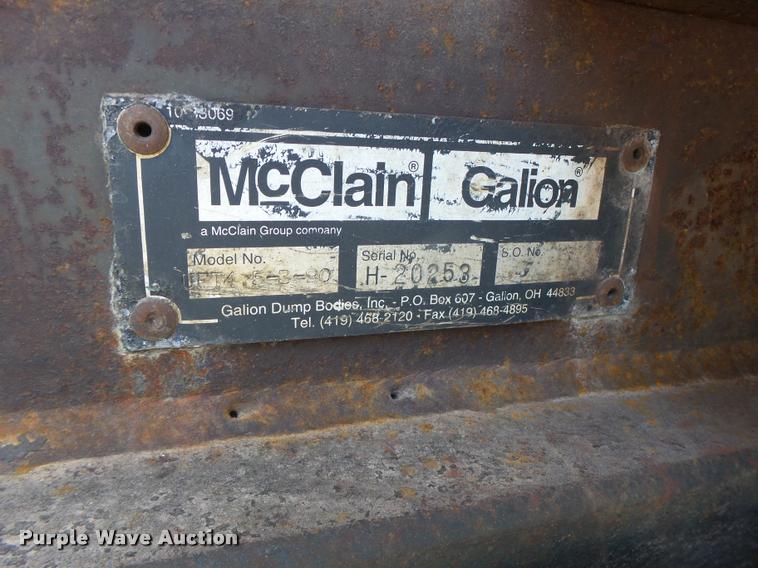 McClain® Galion®
a McClain Group company
Model No. Serial No. S.O. No.
H-20253
Galion Dump Bodies, Inc. - P.O. Box 607 - Galion, OH 44833
Tel. (419) 468-2120 - Fax (419) 468-4895
Purple Wave Auction